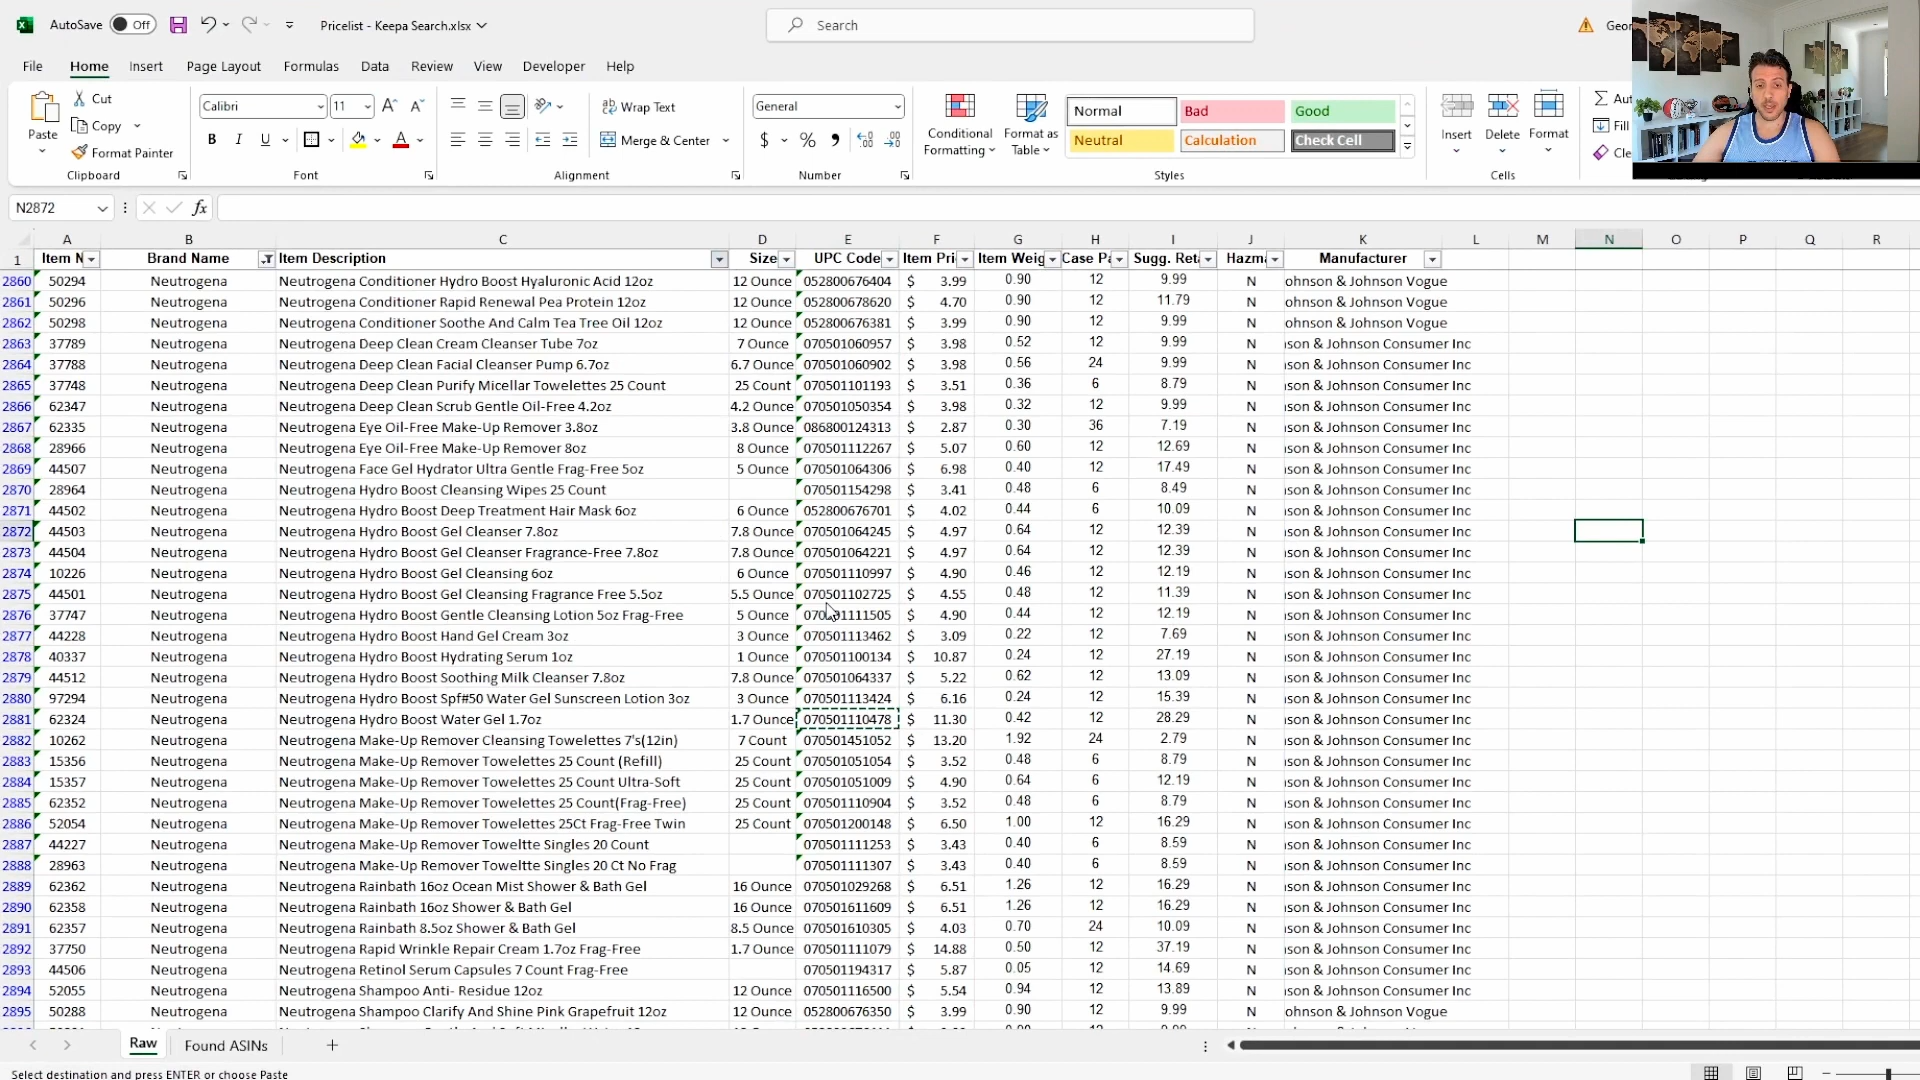 AutoSave Off Pricelist - Keepa Search.xlsx Search
File Home Insert Page Layout Formulas Data Review View Developer Help
Paste Cut Copy Format Painter Clipboard
Calibri 11 A A B I U A Font
Wrap Text Merge & Center Alignment
General $ % Number
Conditional Formatting Format as Table
Normal Bad Good
Neutral Calculation Check Cell
Styles
Insert Delete Format Cells
Fill
N2872 fx
A B C D E F G H I J K L M N O P Q R
1 Item N Brand Name Item Description Size UPC Code Item Pri Item Weig Case Pa Sugg. Reta Hazma Manufacturer
2860 50294 Neutrogena Neutrogena Conditioner Hydro Boost Hyaluronic Acid 12oz 12 Ounce 052800676404 $ 3.99 0.90 12 9.99 N ohnson & Johnson Vogue
2861 50296 Neutrogena Neutrogena Conditioner Rapid Renewal Pea Protein 12oz 12 Ounce 052800678620 $ 4.70 0.90 12 11.79 N ohnson & Johnson Vogue
2862 50298 Neutrogena Neutrogena Conditioner Soothe And Calm Tea Tree Oil 12oz 12 Ounce 052800676381 $ 3.99 0.90 12 9.99 N ohnson & Johnson Vogue
2863 37789 Neutrogena Neutrogena Deep Clean Cream Cleanser Tube 7oz 7 Ounce 070501060957 $ 3.98 0.52 12 9.99 N nson & Johnson Consumer Inc
2864 37788 Neutrogena Neutrogena Deep Clean Facial Cleanser Pump 6.7oz 6.7 Ounce 070501060902 $ 3.98 0.56 24 9.99 N nson & Johnson Consumer Inc
2865 37748 Neutrogena Neutrogena Deep Clean Purify Micellar Towelettes 25 Count 25 Count 070501101193 $ 3.51 0.36 6 8.79 N nson & Johnson Consumer Inc
2866 62347 Neutrogena Neutrogena Deep Clean Scrub Gentle Oil-Free 4.2oz 4.2 Ounce 070501050354 $ 3.98 0.32 12 9.99 N nson & Johnson Consumer Inc
2867 62335 Neutrogena Neutrogena Eye Oil-Free Make-Up Remover 3.8oz 3.8 Ounce 086800124313 $ 2.87 0.30 36 7.19 N nson & Johnson Consumer Inc
2868 28966 Neutrogena Neutrogena Eye Oil-Free Make-Up Remover 8oz 8 Ounce 070501112267 $ 5.07 0.60 12 12.69 N nson & Johnson Consumer Inc
2869 44507 Neutrogena Neutrogena Face Gel Hydrator Ultra Gentle Frag-Free 5oz 5 Ounce 070501064306 $ 6.98 0.40 12 17.49 N nson & Johnson Consumer Inc
2870 28964 Neutrogena Neutrogena Hydro Boost Cleansing Wipes 25 Count 070501154298 $ 3.41 0.48 6 8.49 N nson & Johnson Consumer Inc
2871 44502 Neutrogena Neutrogena Hydro Boost Deep Treatment Hair Mask 6oz 6 Ounce 052800676701 $ 4.02 0.44 6 10.09 N nson & Johnson Consumer Inc
2872 44503 Neutrogena Neutrogena Hydro Boost Gel Cleanser 7.8oz 7.8 Ounce 070501064245 $ 4.97 0.64 12 12.39 N nson & Johnson Consumer Inc
2873 44504 Neutrogena Neutrogena Hydro Boost Gel Cleanser Fragrance-Free 7.8oz 7.8 Ounce 070501064221 $ 4.97 0.64 12 12.39 N nson & Johnson Consumer Inc
2874 10226 Neutrogena Neutrogena Hydro Boost Gel Cleansing 6oz 6 Ounce 070501110997 $ 4.90 0.46 12 12.19 N nson & Johnson Consumer Inc
2875 44501 Neutrogena Neutrogena Hydro Boost Gel Cleansing Fragrance Free 5.5oz 5.5 Ounce 070501102725 $ 4.55 0.48 12 11.39 N nson & Johnson Consumer Inc
2876 37747 Neutrogena Neutrogena Hydro Boost Gentle Cleansing Lotion 5oz Frag-Free 5 Ounce 070501111505 $ 4.90 0.44 12 12.19 N nson & Johnson Consumer Inc
2877 44228 Neutrogena Neutrogena Hydro Boost Hand Gel Cream 3oz 3 Ounce 070501113462 $ 3.09 0.22 12 7.69 N nson & Johnson Consumer Inc
2878 40337 Neutrogena Neutrogena Hydro Boost Hydrating Serum 1oz 1 Ounce 070501100134 $ 10.87 0.24 12 27.19 N nson & Johnson Consumer Inc
2879 44512 Neutrogena Neutrogena Hydro Boost Soothing Milk Cleanser 7.8oz 7.8 Ounce 070501064337 $ 5.22 0.62 12 13.09 N nson & Johnson Consumer Inc
2880 97294 Neutrogena Neutrogena Hydro Boost Spf#50 Water Gel Sunscreen Lotion 3oz 3 Ounce 070501113424 $ 6.16 0.24 12 15.39 N nson & Johnson Consumer Inc
2881 62324 Neutrogena Neutrogena Hydro Boost Water Gel 1.7oz 1.7 Ounce 070501110478 $ 11.30 0.42 12 28.29 N nson & Johnson Consumer Inc
2882 10262 Neutrogena Neutrogena Make-Up Remover Cleansing Towelettes 7's(12in) 7 Count 070501451052 $ 13.20 1.92 24 2.79 N nson & Johnson Consumer Inc
2883 15356 Neutrogena Neutrogena Make-Up Remover Towelettes 25 Count (Refill) 25 Count 070501051054 $ 3.52 0.48 6 8.79 N nson & Johnson Consumer Inc
2884 15357 Neutrogena Neutrogena Make-Up Remover Towelettes 25 Count Ultra-Soft 25 Count 070501051009 $ 4.90 0.64 6 12.19 N nson & Johnson Consumer Inc
2885 62352 Neutrogena Neutrogena Make-Up Remover Towelettes 25 Count(Frag-Free) 25 Count 070501110904 $ 3.52 0.48 6 8.79 N nson & Johnson Consumer Inc
2886 52054 Neutrogena Neutrogena Make-Up Remover Towelettes 25Ct Frag-Free Twin 25 Count 070501200148 $ 6.50 1.00 12 16.29 N nson & Johnson Consumer Inc
2887 44227 Neutrogena Neutrogena Make-Up Remover Toweltte Singles 20 Count 070501111253 $ 3.43 0.40 6 8.59 N nson & Johnson Consumer Inc
2888 28963 Neutrogena Neutrogena Make-Up Remover Toweltte Singles 20 Ct No Frag 070501111307 $ 3.43 0.40 6 8.59 N nson & Johnson Consumer Inc
2889 62362 Neutrogena Neutrogena Rainbath 16oz Ocean Mist Shower & Bath Gel 16 Ounce 070501029268 $ 6.51 1.26 12 16.29 N nson & Johnson Consumer Inc
2890 62358 Neutrogena Neutrogena Rainbath 16oz Shower & Bath Gel 16 Ounce 070501611609 $ 6.51 1.26 12 16.29 N nson & Johnson Consumer Inc
2891 62357 Neutrogena Neutrogena Rainbath 8.5oz Shower & Bath Gel 8.5 Ounce 070501610305 $ 4.03 0.70 24 10.09 N nson & Johnson Consumer Inc
2892 37750 Neutrogena Neutrogena Rapid Wrinkle Repair Cream 1.7oz Frag-Free 1.7 Ounce 070501111079 $ 14.88 0.50 12 37.19 N nson & Johnson Consumer Inc
2893 44506 Neutrogena Neutrogena Retinol Serum Capsules 7 Count Frag-Free 070501194317 $ 5.87 0.05 12 14.69 N nson & Johnson Consumer Inc
2894 52055 Neutrogena Neutrogena Shampoo Anti- Residue 12oz 12 Ounce 070501116500 $ 5.54 0.94 12 13.89 N nson & Johnson Consumer Inc
2895 50288 Neutrogena Neutrogena Shampoo Clarify And Shine Pink Grapefruit 12oz 12 Ounce 052800676350 $ 3.99 0.90 12 9.99 N ohnson & Johnson Vogue
Raw Found ASINs
Select destination and press ENTER or choose Paste